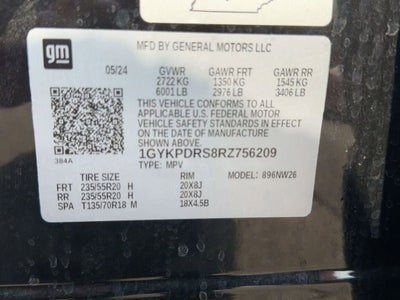 gm
MFD BY GENERAL MOTORS LLC
05/24 GVWR GAWR FRT GAWR RR
2722 KG 1350 KG 1545 KG
6001 LB 2976 LB 3406 LB
THIS VEHICLE CONFORMS TO ALL
APPLICABLE U.S. FEDERAL MOTOR
VEHICLE SAFETY STANDARDS IN EFFECT
ON THE DATE OF MANUFACTURE
SHOWN ABOVE.
1GYKPDRS8RZ756209
TYPE: MPV
384A
TIRE SIZE RIM MODEL: 896NW26
FRT 235/55R20 H 20X8J
RR 235/55R20 H 20X8J
SPA T135/70R18 M 18X4.5B